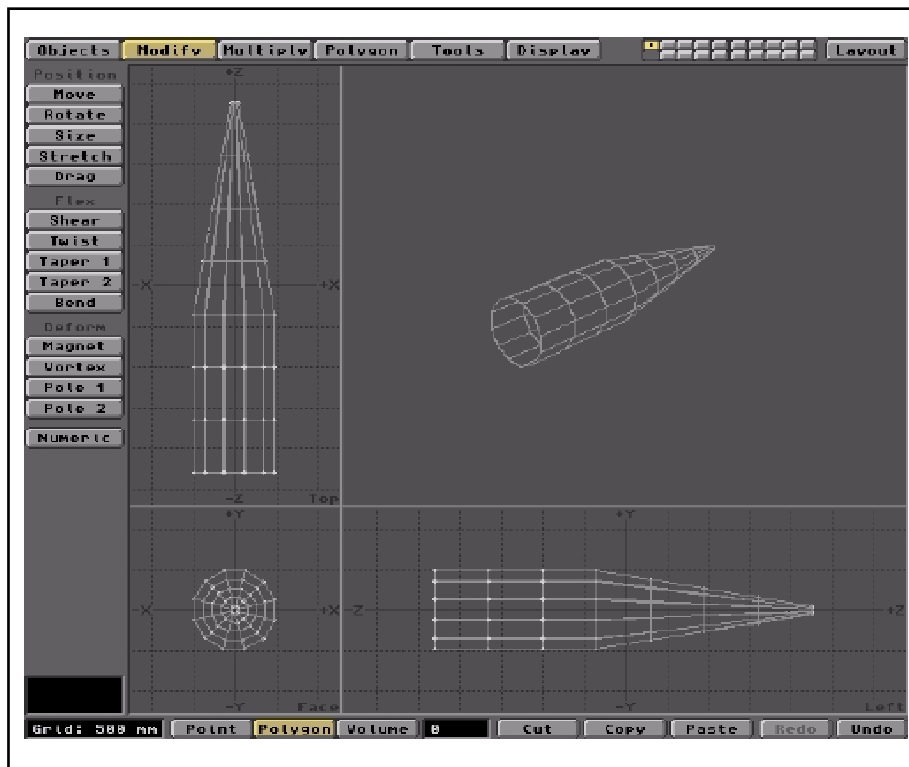 Objects Modify Multiply Polygon Tools Display Layout
Position
Move
Rotate
Size
Stretch
Drag
Flex
Shear
Twist
Taper 1
Taper 2
Bend
Deform
Magnet
Vortex
Pole 1
Pole 2
Numeric
+Z
-X +X
-Z Top
+Y
-X +X
-Y Face
+Y
-Z +Z
-Y Left
Grid: 500 mm Point Polygon Volume 0 Cut Copy Paste Redo Undo